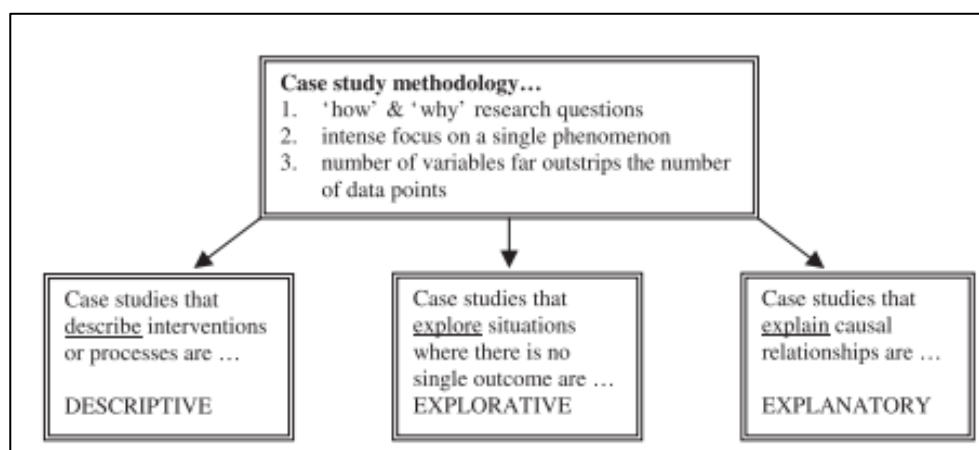 Case study methodology…
1. 'how' & 'why' research questions
2. intense focus on a single phenomenon
3. number of variables far outstrips the number
of data points
Case studies that
describe interventions
or processes are …
DESCRIPTIVE
Case studies that
explore situations
where there is no
single outcome are …
EXPLORATIVE
Case studies that
explain causal
relationships are …
EXPLANATORY